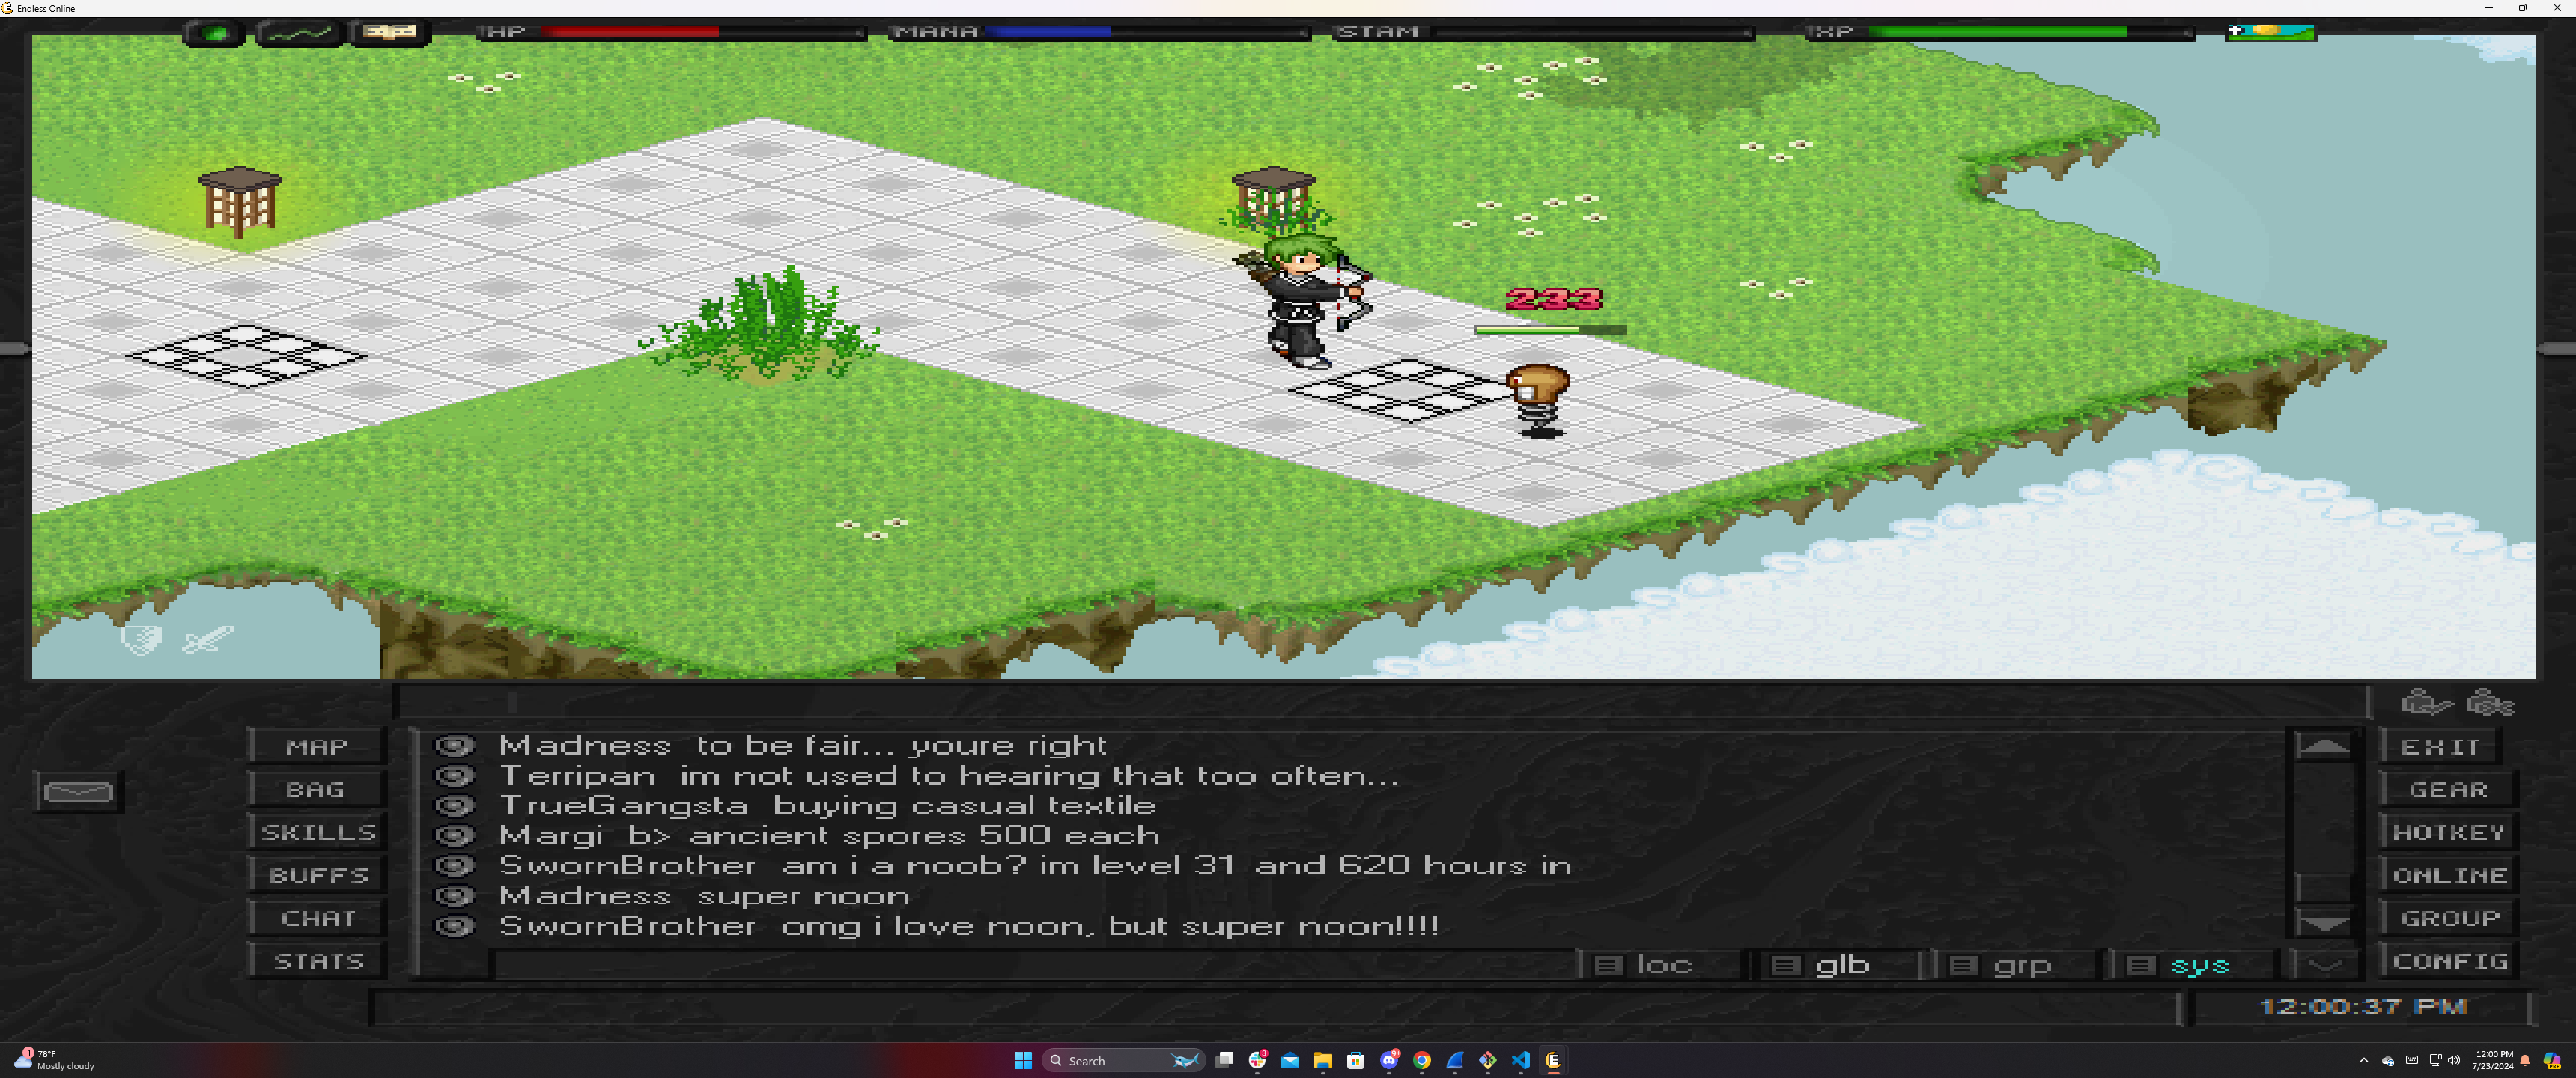 Endless Online
HP
MANA
STAM
XP
233
MAP
BAG
SKILLS
BUFFS
CHAT
STATS
Madness to be fair... youre right
Terripan im not used to hearing that too often...
TrueGangsta buying casual textile
Margi b> ancient spores 500 each
SwornBrother am i a noob? im level 31 and 620 hours in
Madness super noon
SwornBrother omg i love noon, but super noon!!!!
loc
glb
grp
sys
EXIT
GEAR
HOTKEY
ONLINE
GROUP
CONFIG
12:00:37 PM
1
78°F
Mostly cloudy
Search
3
9+
E
12:00 PM
7/23/2024
PRE